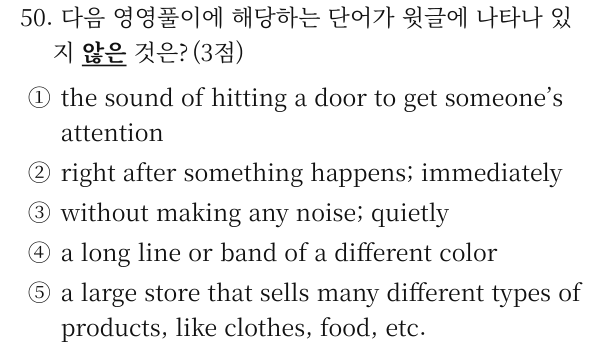 50. 다음 영영풀이에 해당하는 단어가 윗글에 나타나 있
지 않은 것은? (3점)
① the sound of hitting a door to get someone’s
attention
② right after something happens; immediately
③ without making any noise; quietly
④ a long line or band of a different color
⑤ a large store that sells many different types of
products, like clothes, food, etc.